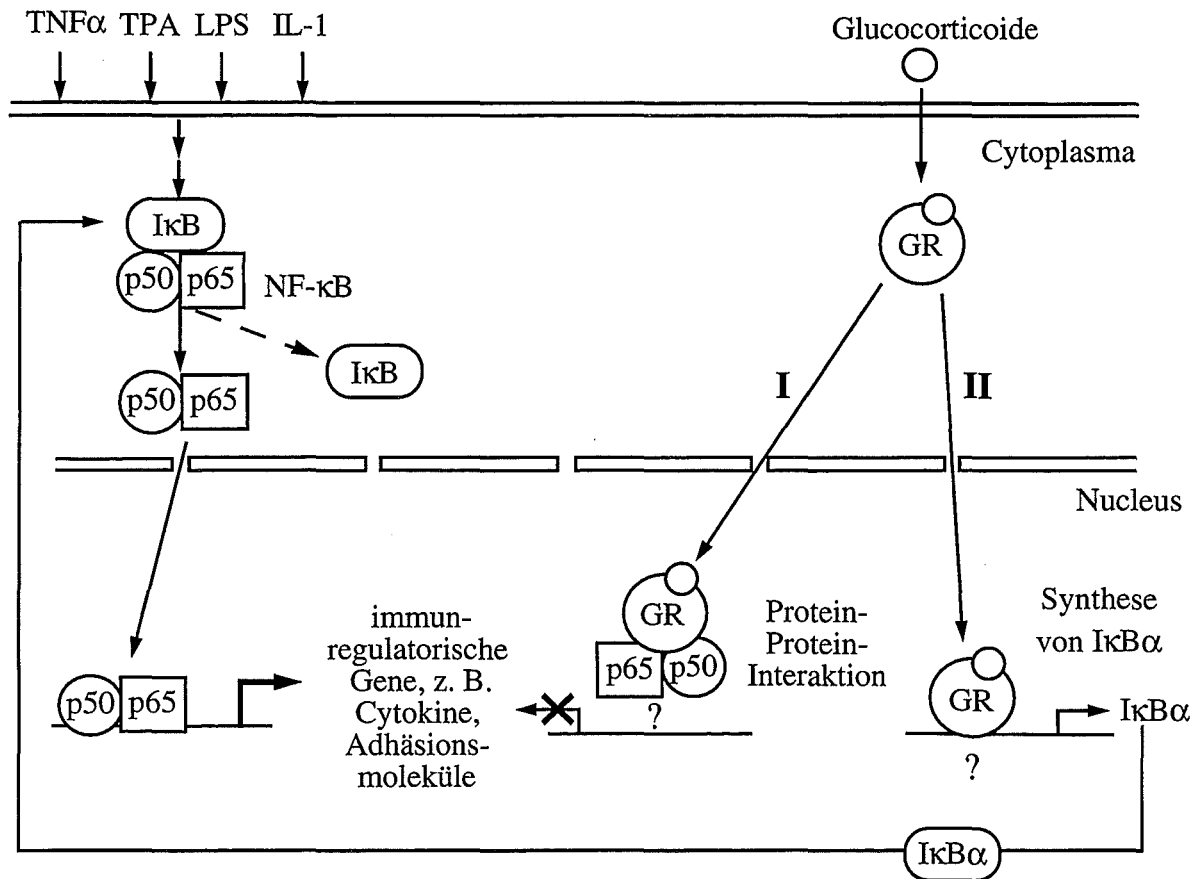 TNFα TPA LPS IL-1
Glucocorticoide
Cytoplasma
IκB
p50 p65
NF-κB
GR
IκB
p50 p65
I
II
Nucleus
immun-
regulatorische
Gene, z. B.
Cytokine,
Adhäsions-
moleküle
GR
p65 p50
?
Protein-
Protein-
Interaktion
Synthese
von IκBα
GR
?
IκBα
p50 p65
IκBα